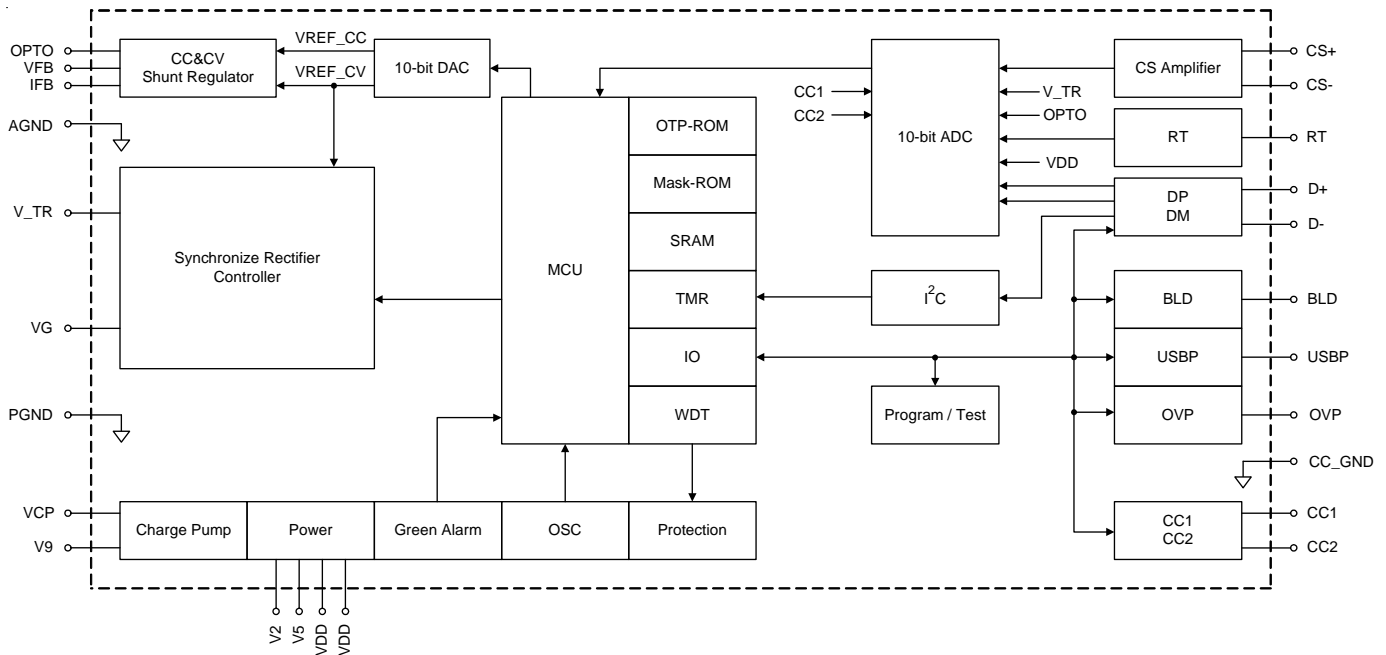 OPTO
VFB
IFB
CC&CV
Shunt Regulator
VREF_CC
VREF_CV
10-bit DAC
AGND
V_TR
Synchronize Rectifier
Controller
VG
PGND
VCP
V9
Charge Pump
Power
Green Alarm
OSC
Protection
V2
V5
VDD
VDD
MCU
OTP-ROM
Mask-ROM
SRAM
TMR
IO
WDT
CC1
CC2
10-bit ADC
V_TR
OPTO
VDD
I2C
Program / Test
CS Amplifier
RT
DP
DM
BLD
USBP
OVP
CC1
CC2
CS+
CS-
RT
D+
D-
BLD
USBP
OVP
CC_GND
CC1
CC2